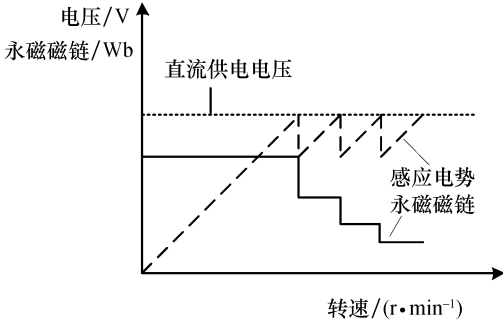 电压/V
永磁磁链/Wb
直流供电电压
感应电势
永磁磁链
转速/(r•min⁻¹)